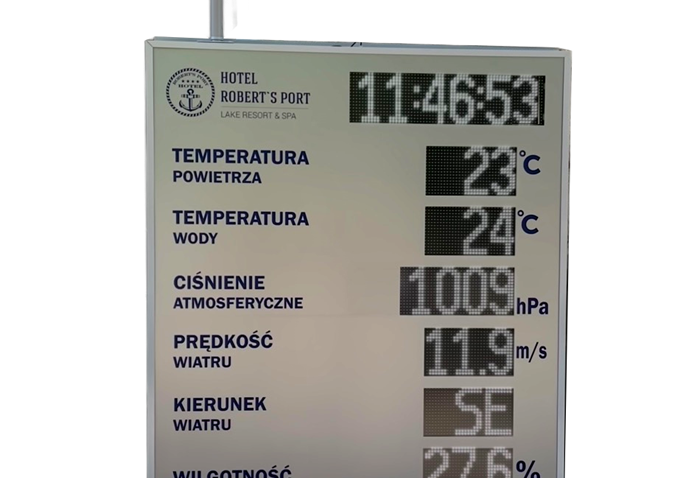 HOTEL
ROBERT'S PORT
LAKE RESORT & SPA
11:46:53
TEMPERATURA
POWIETRZA
23 °C
TEMPERATURA
WODY
24 °C
CIŚNIENIE
ATMOSFERYCZNE
1009 hPa
PRĘDKOŚĆ
WIATRU
11.9 m/s
KIERUNEK
WIATRU
SE
WILGOTNOŚĆ
27.6 %